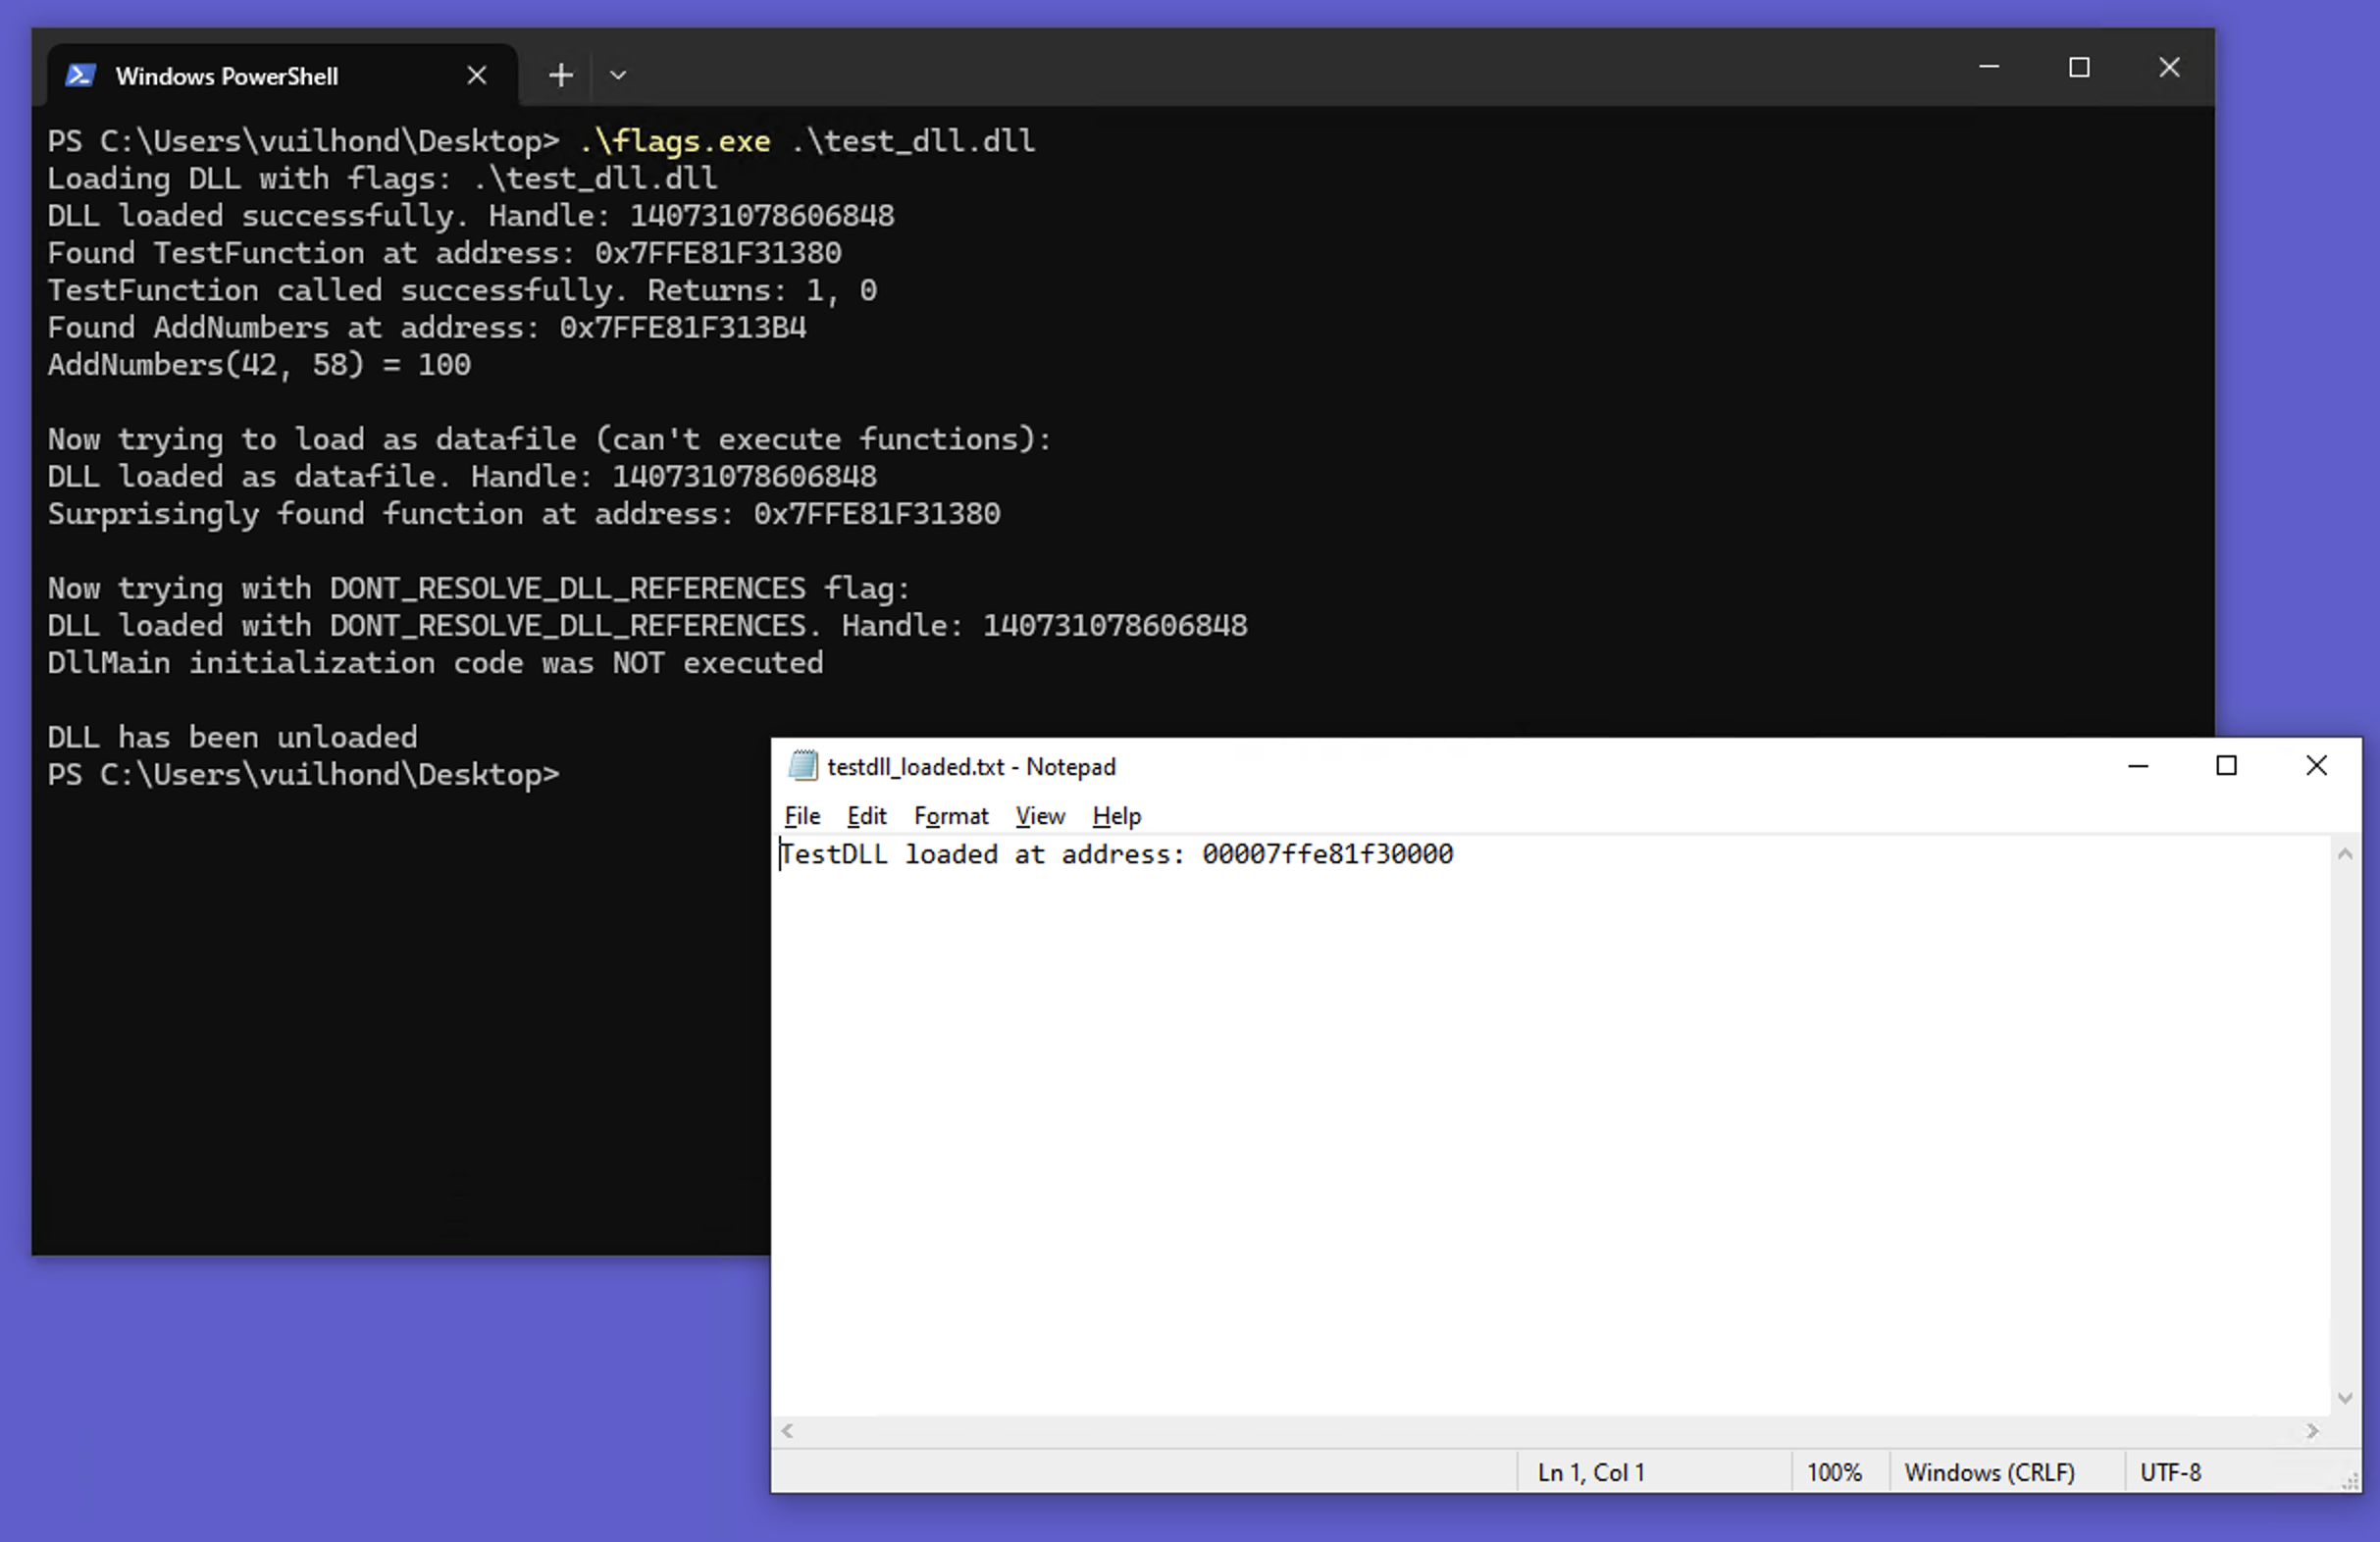 Windows PowerShell
PS C:\Users\vuilhond\Desktop> .\flags.exe .\test_dll.dll
Loading DLL with flags: .\test_dll.dll
DLL loaded successfully. Handle: 140731078606848
Found TestFunction at address: 0x7FFE81F31380
TestFunction called successfully. Returns: 1, 0
Found AddNumbers at address: 0x7FFE81F313B4
AddNumbers(42, 58) = 100
Now trying to load as datafile (can't execute functions):
DLL loaded as datafile. Handle: 140731078606848
Surprisingly found function at address: 0x7FFE81F31380
Now trying with DONT_RESOLVE_DLL_REFERENCES flag:
DLL loaded with DONT_RESOLVE_DLL_REFERENCES. Handle: 140731078606848
DllMain initialization code was NOT executed
DLL has been unloaded
PS C:\Users\vuilhond\Desktop>
testdll_loaded.txt - Notepad
File Edit Format View Help
TestDLL loaded at address: 00007ffe81f30000
Ln 1, Col 1 100% Windows (CRLF) UTF-8